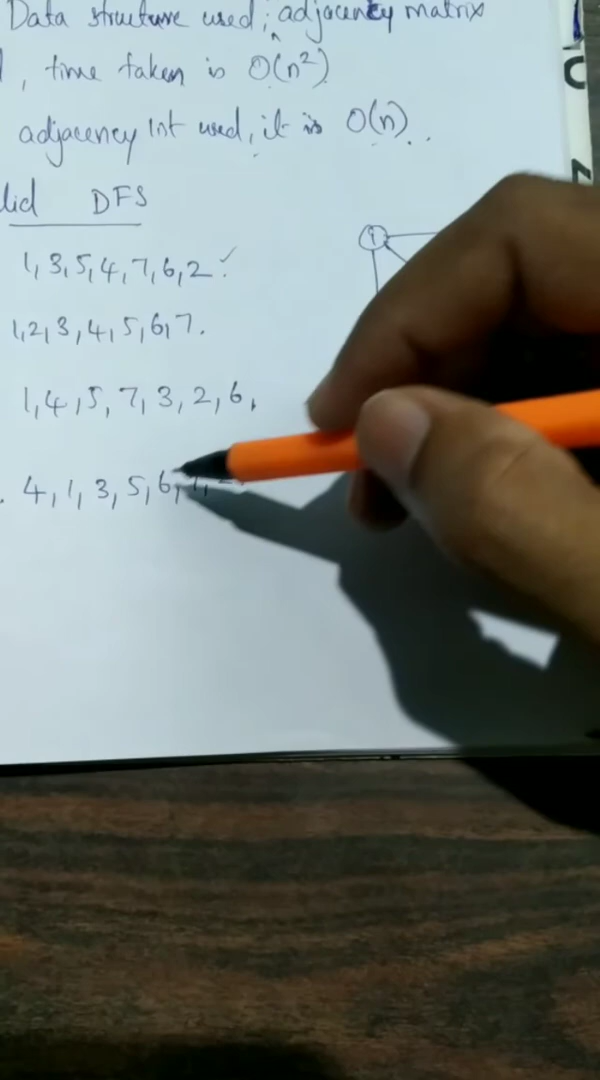 Data structure used; adjacency matrix
, time taken is O(n²)
adjacency list used, it is O(n)..
lid DFS
1, 3, 5, 4, 7, 6, 2 ✓
1, 2, 3, 4, 5, 6, 7.
1, 4, 5, 7, 3, 2, 6,
. 4, 1, 3, 5, 6,
1